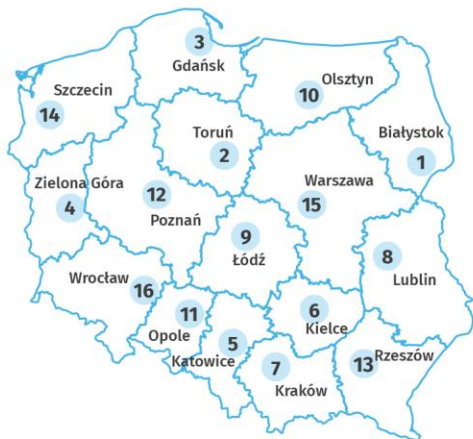 3
Gdańsk
Olsztyn
10
Szczecin
14
Toruń
2
Białystok
1
Zielona Góra
4
12
Poznań
Warszawa
15
9
Łódź
8
Lublin
Wrocław
16
11
Opole
6
Kielce
5
Katowice
7
Kraków
Rzeszów
13